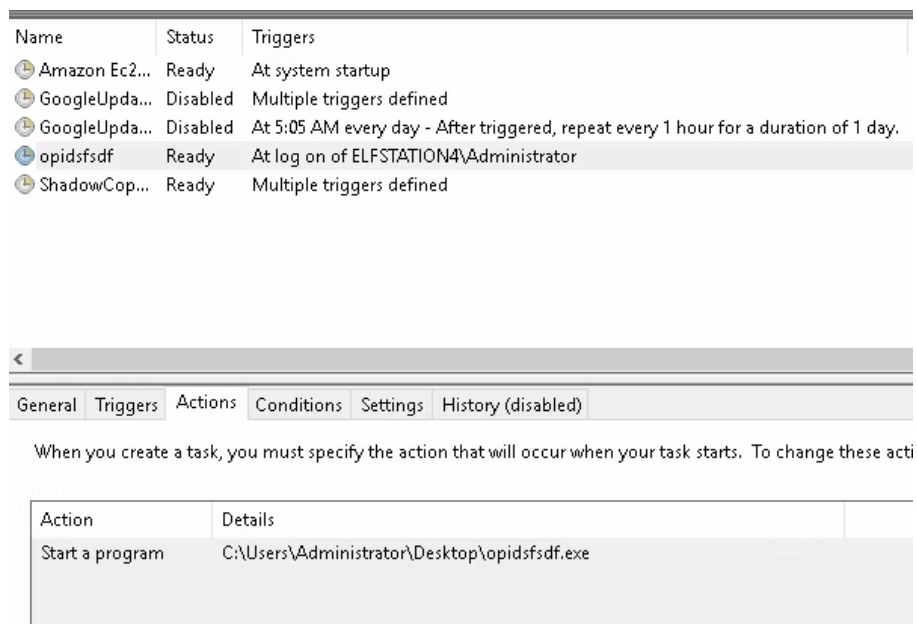 Name Status Triggers
Amazon Ec2... Ready At system startup
GoogleUpda... Disabled Multiple triggers defined
GoogleUpda... Disabled At 5:05 AM every day - After triggered, repeat every 1 hour for a duration of 1 day.
opidsfsdf Ready At log on of ELFSTATION4\Administrator
ShadowCop... Ready Multiple triggers defined
General Triggers Actions Conditions Settings History (disabled)
When you create a task, you must specify the action that will occur when your task starts. To change these acti
Action Details
Start a program C:\Users\Administrator\Desktop\opidsfsdf.exe